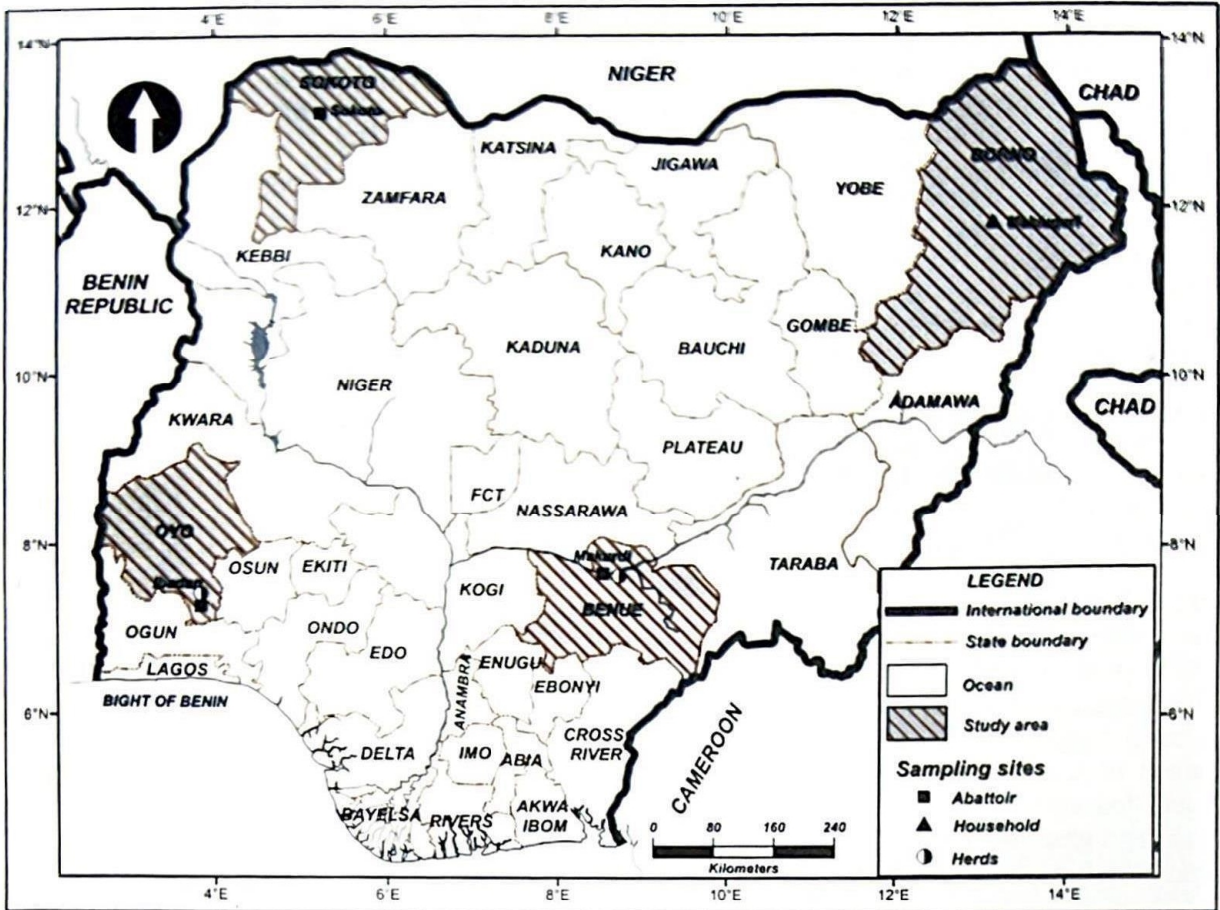 4°E 6°E 8°E 10°E 12°E 14°E
14°N 14°N
NIGER
CHAD
SOKOTO
Sokoto
KATSINA
JIGAWA
BORNO
YOBE
ZAMFARA
12°N 12°N
KANO
KEBBI
BENIN
REPUBLIC
GOMBE
KADUNA
BAUCHI
NIGER
10°N 10°N
ADAMAWA
CHAD
KWARA
PLATEAU
FCT
NASSARAWA
OYO
8°N 8°N
Makurdi
OSUN
EKITI
TARABA
KOGI
BENUE
OGUN
ONDO
EDO
LAGOS
ENUGU
EBONYI
ANAMBRA
BIGHT OF BENIN
6°N 6°N
CROSS
RIVER
DELTA
IMO
ABIA
CAMEROON
BAYELSA
RIVERS
AKWA
IBOM
0 80 160 240
Kilometers
LEGEND
International boundary
State boundary
Ocean
Study area
Sampling sites
Abattoir
Household
Herds
4°E 6°E 8°E 10°E 12°E 14°E